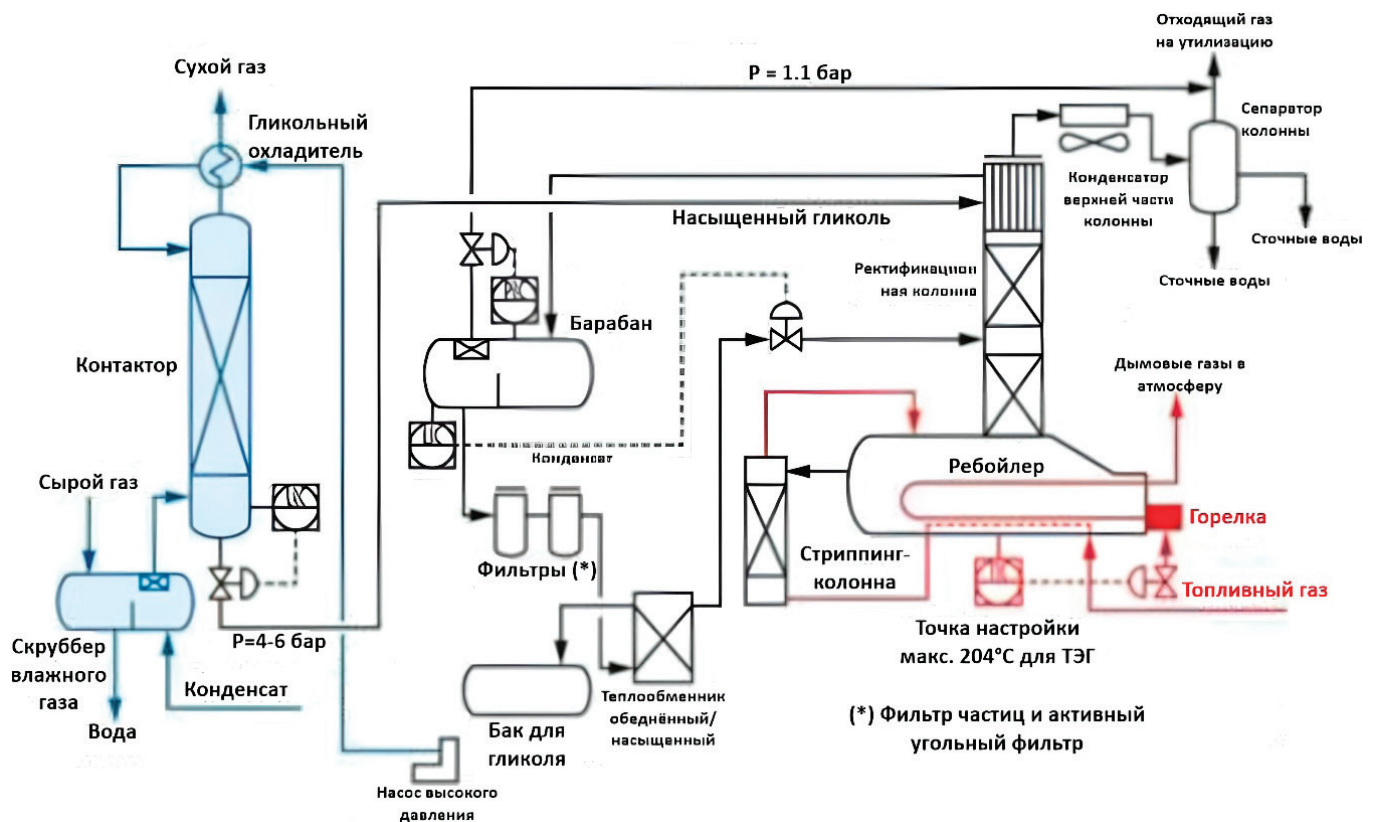 Отходящий газ
на утилизацию
Сухой газ
P = 1.1 бар
Сепаратор
колонны
Гликольный
охладитель
Конденсатор
верхней части
колонны
Насыщенный гликоль
Сточные воды
Сточные воды
Ректификацион
ная колонна
Барабан
Контактор
Дымовые газы в
атмосферу
Конденсат
Ребойлер
Сырой газ
Горелка
Фильтры (*)
Стриппинг-
колонна
Топливный газ
P=4-6 бар
Точка настройки
макс. 204°C для ТЭГ
Скруббер
влажного
газа
Конденсат
Вода
Теплообменник
обеднённый/
насыщенный
Бак для
гликоля
(*) Фильтр частиц и активный
угольный фильтр
Насос высокого
давления